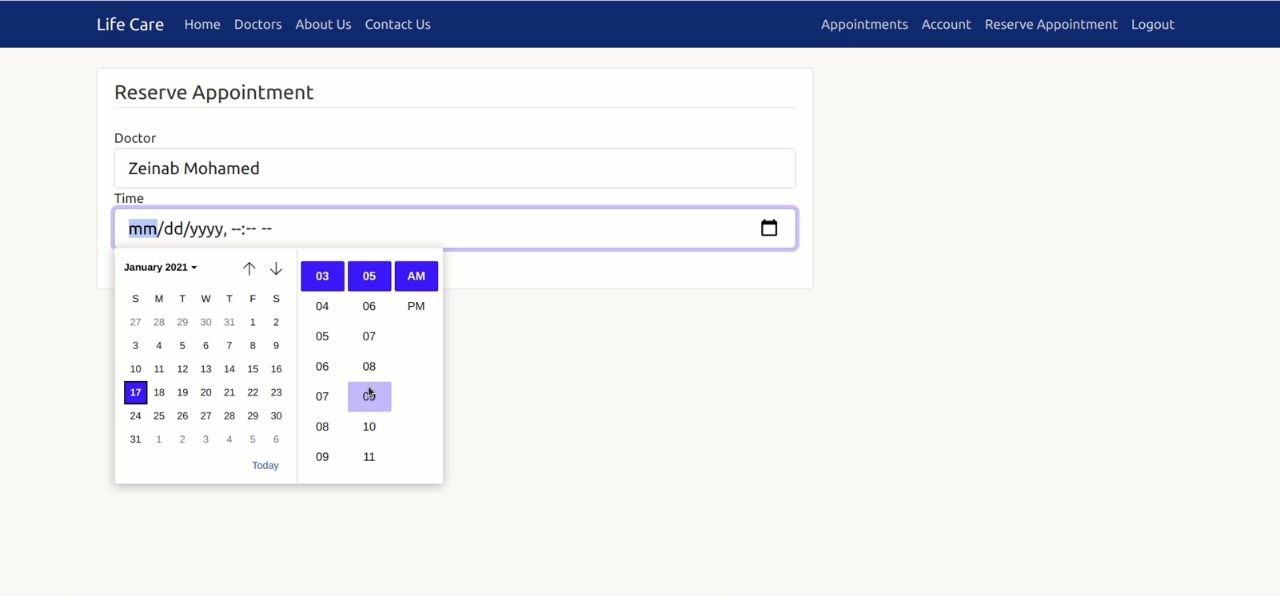 Life Care Home Doctors About Us Contact Us Appointments Account Reserve Appointment Logout
Reserve Appointment
Doctor
Zeinab Mohamed
Time
mm/dd/yyyy, --:-- --
January 2021
S M T W T F S
27 28 29 30 31 1 2
3 4 5 6 7 8 9
10 11 12 13 14 15 16
17 18 19 20 21 22 23
24 25 26 27 28 29 30
31 1 2 3 4 5 6
Today
03 05 AM
04 06 PM
05 07
06 08
07 09
08 10
09 11